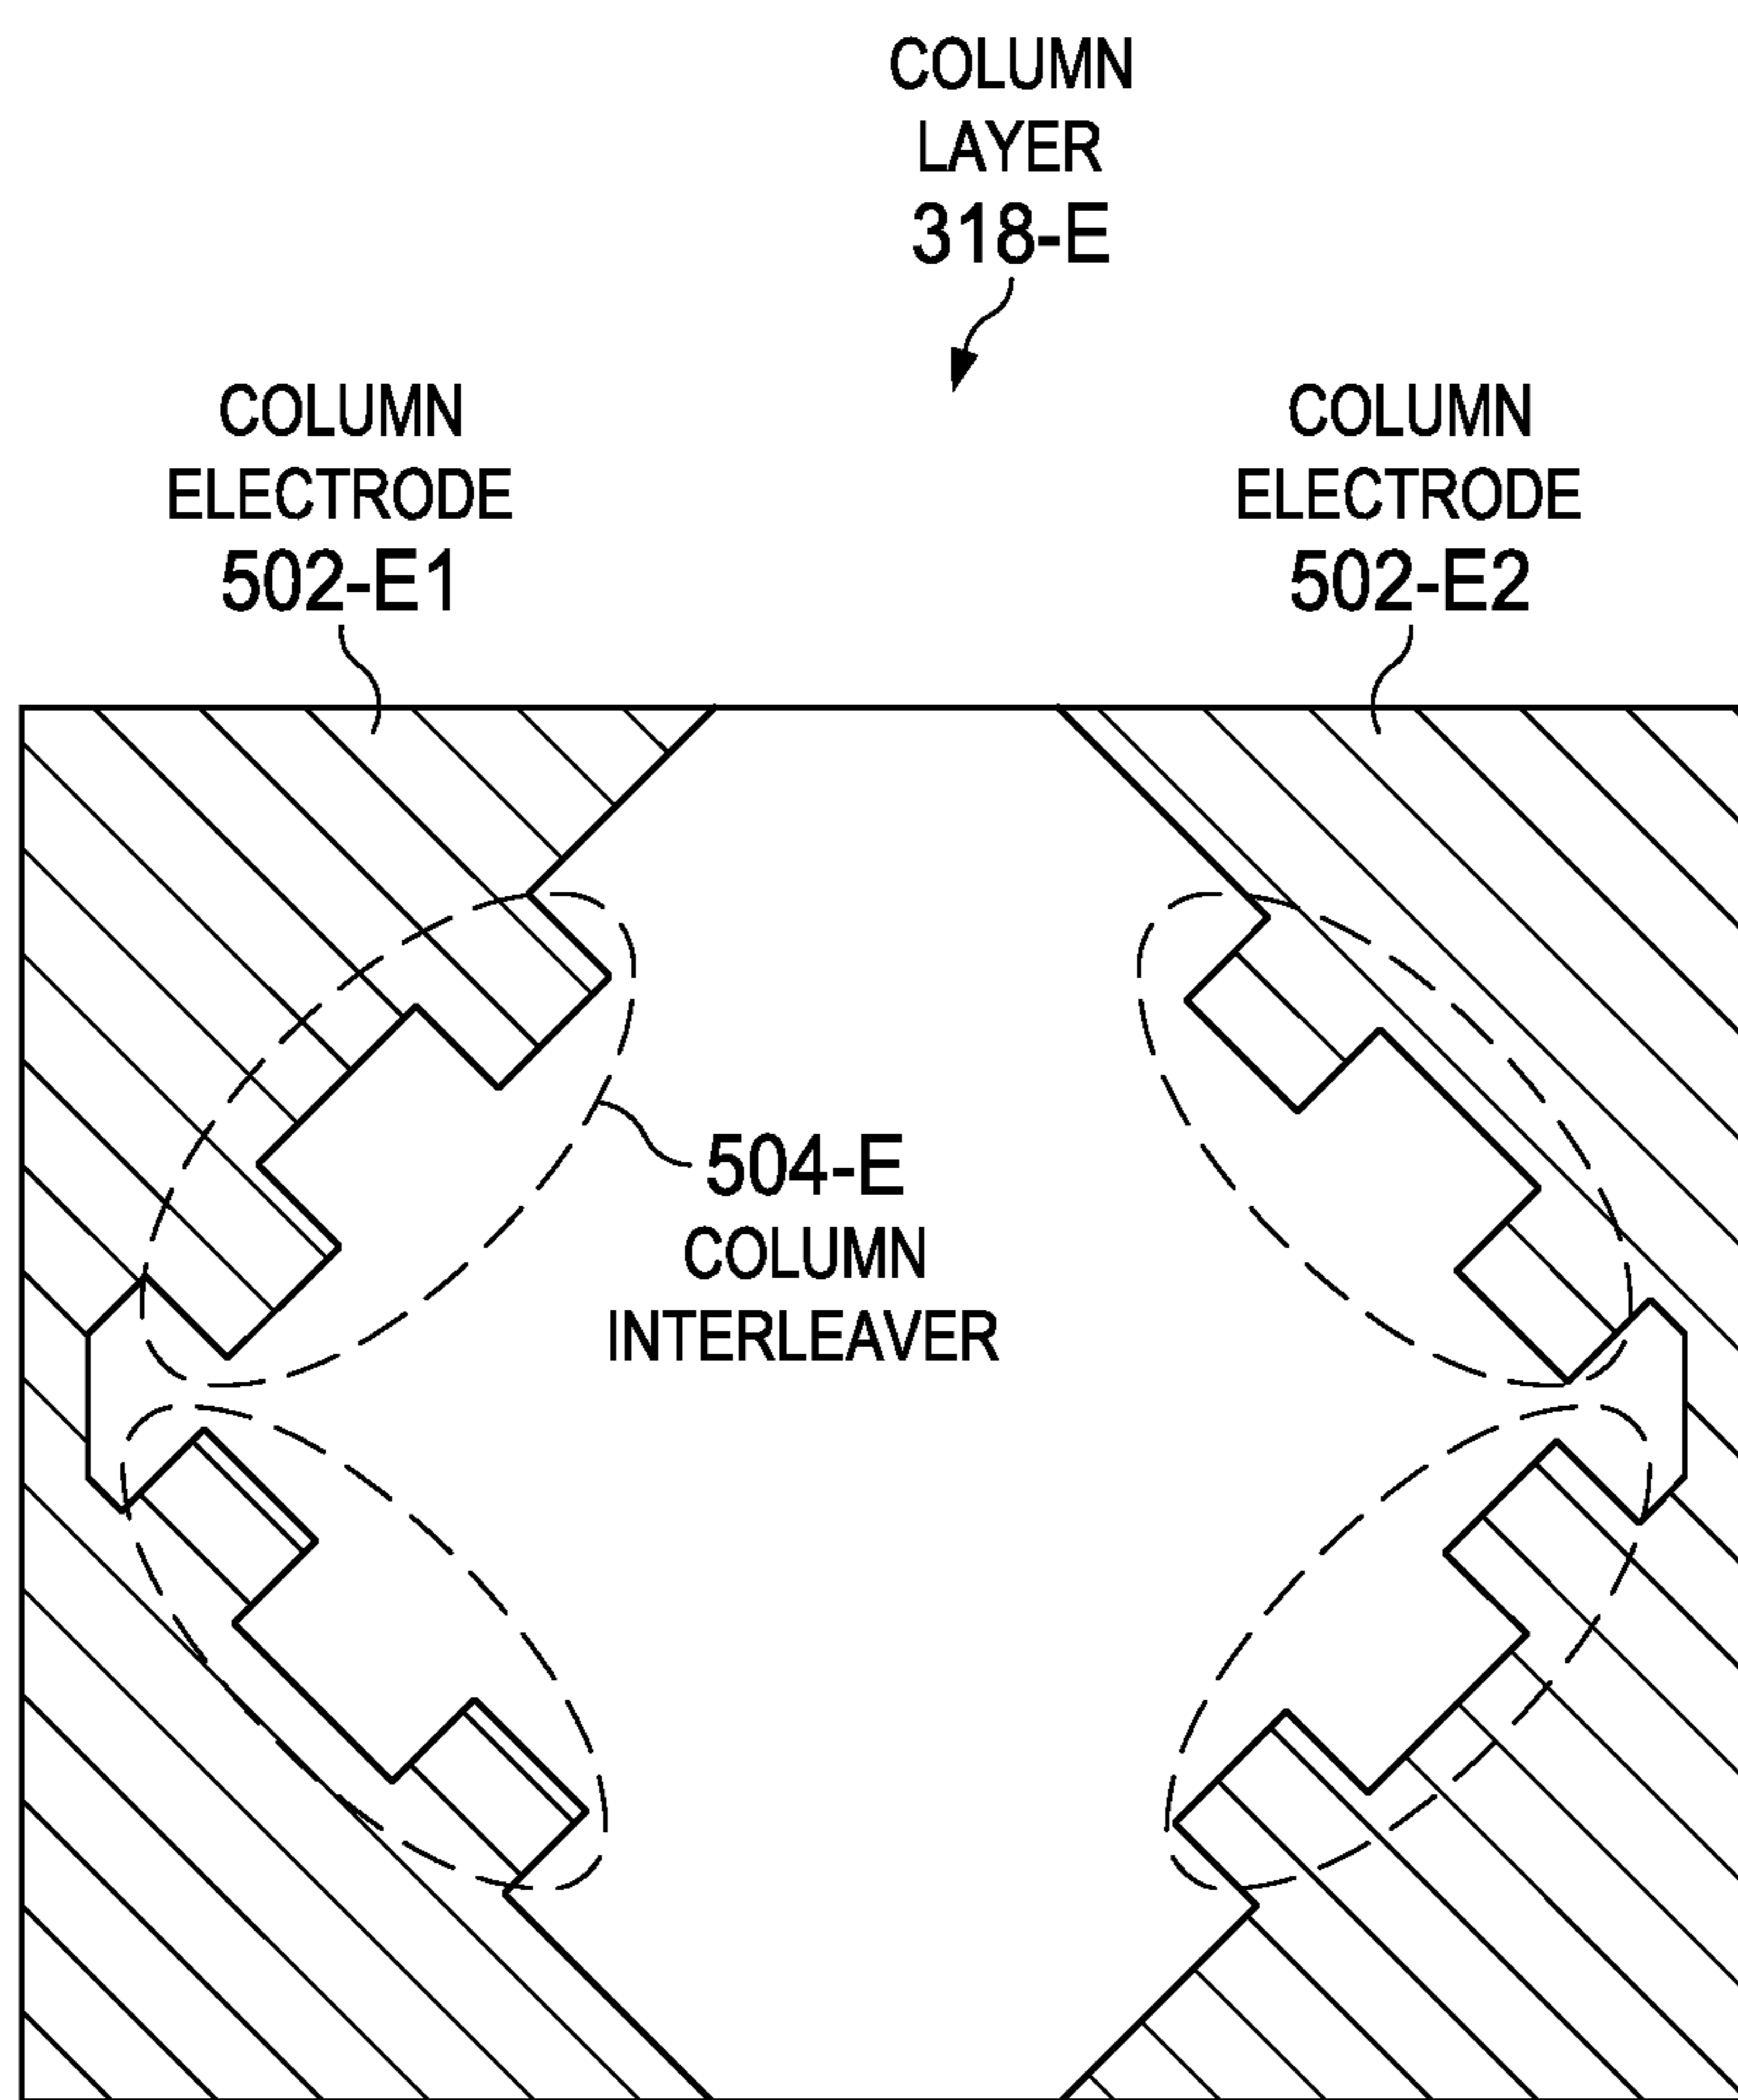 COLUMN
LAYER
318-E
COLUMN
ELECTRODE
502-E1
COLUMN
ELECTRODE
502-E2
504-E
COLUMN
INTERLEAVER